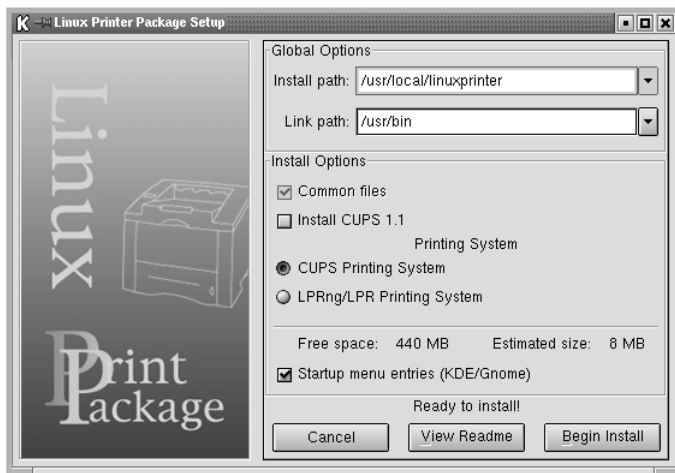 K Linux Printer Package Setup
Linux
Print
Package
Global Options
Install path: /usr/local/linuxprinter
Link path: /usr/bin
Install Options
Common files
Install CUPS 1.1
Printing System
CUPS Printing System
LPRng/LPR Printing System
Free space: 440 MB Estimated size: 8 MB
Startup menu entries (KDE/Gnome)
Ready to install!
Cancel View Readme Begin Install